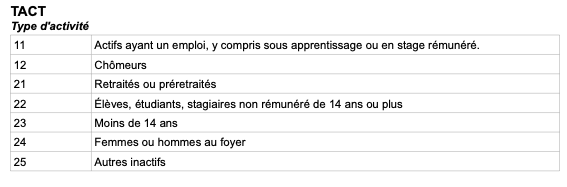 TACT
Type d'activité
11 Actifs ayant un emploi, y compris sous apprentissage ou en stage rémunéré.
12 Chômeurs
21 Retraités ou préretraités
22 Élèves, étudiants, stagiaires non rémunéré de 14 ans ou plus
23 Moins de 14 ans
24 Femmes ou hommes au foyer
25 Autres inactifs